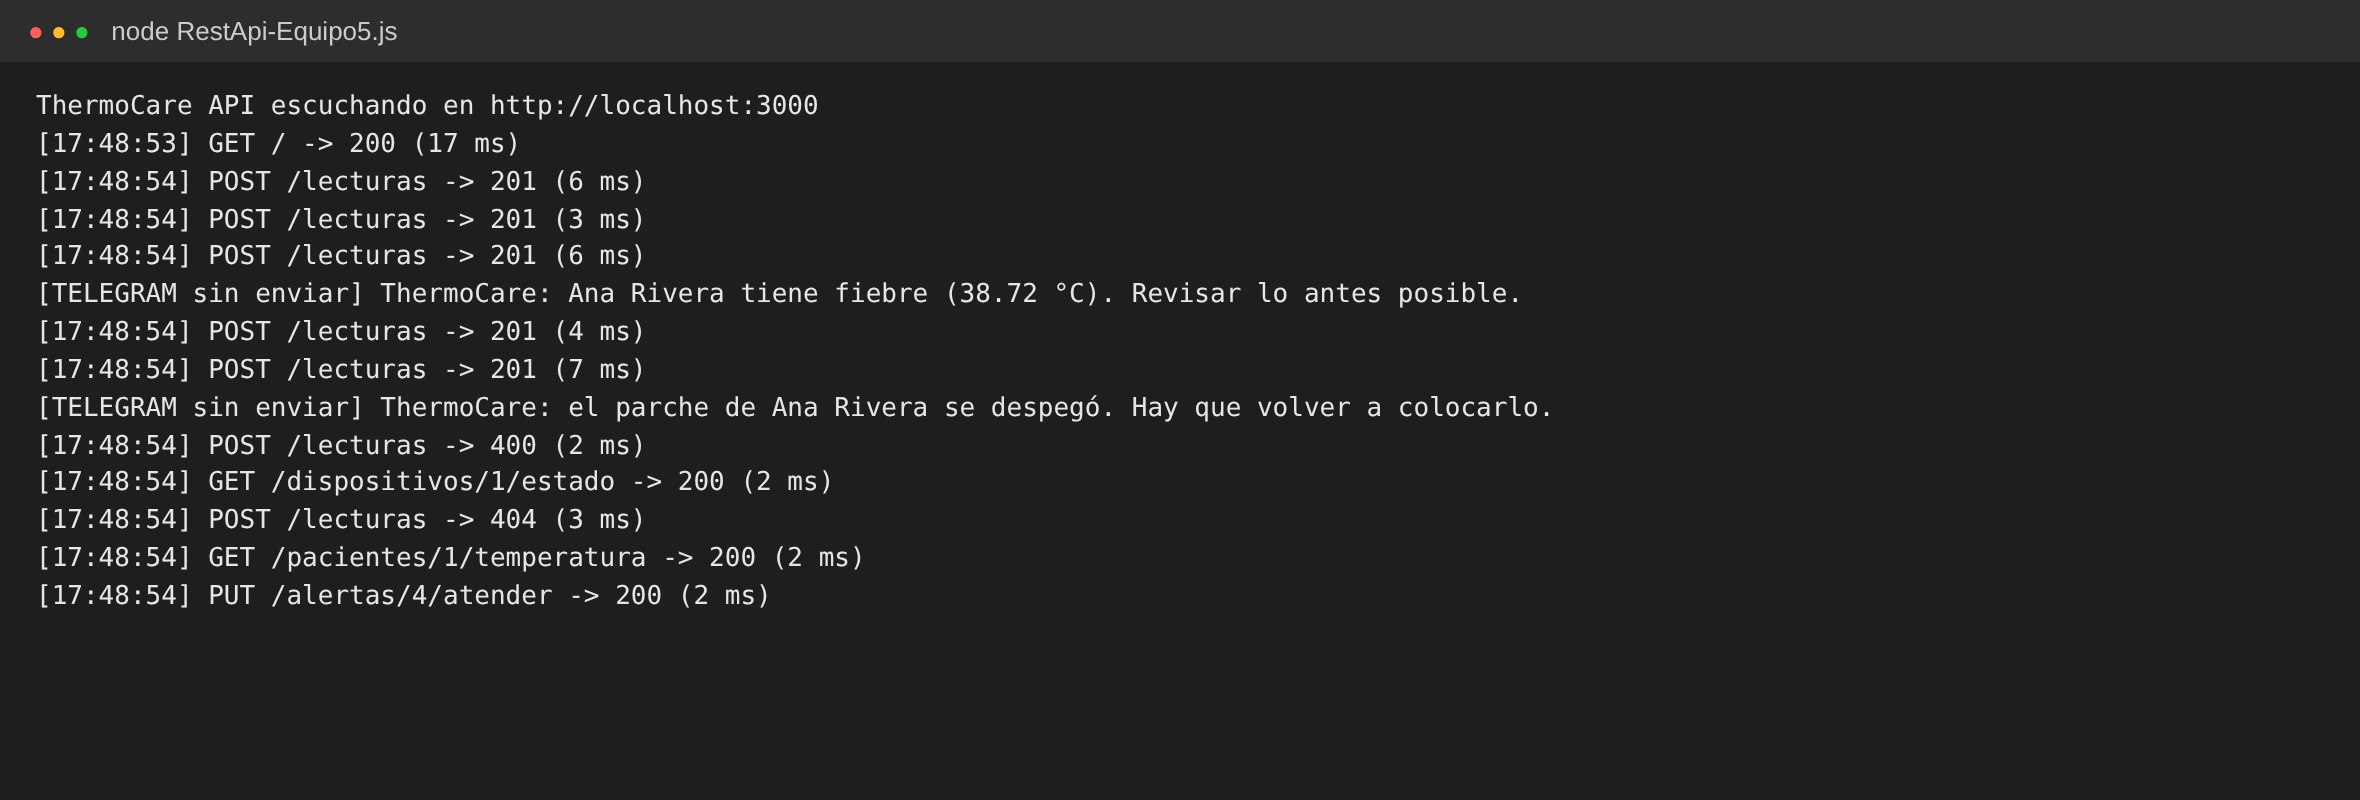 node RestApi-Equipo5.js
ThermoCare API escuchando en http://localhost:3000
[17:48:53] GET / -> 200 (17 ms)
[17:48:54] POST /lecturas -> 201 (6 ms)
[17:48:54] POST /lecturas -> 201 (3 ms)
[17:48:54] POST /lecturas -> 201 (6 ms)
[TELEGRAM sin enviar] ThermoCare: Ana Rivera tiene fiebre (38.72 °C). Revisar lo antes posible.
[17:48:54] POST /lecturas -> 201 (4 ms)
[17:48:54] POST /lecturas -> 201 (7 ms)
[TELEGRAM sin enviar] ThermoCare: el parche de Ana Rivera se despegó. Hay que volver a colocarlo.
[17:48:54] POST /lecturas -> 400 (2 ms)
[17:48:54] GET /dispositivos/1/estado -> 200 (2 ms)
[17:48:54] POST /lecturas -> 404 (3 ms)
[17:48:54] GET /pacientes/1/temperatura -> 200 (2 ms)
[17:48:54] PUT /alertas/4/atender -> 200 (2 ms)